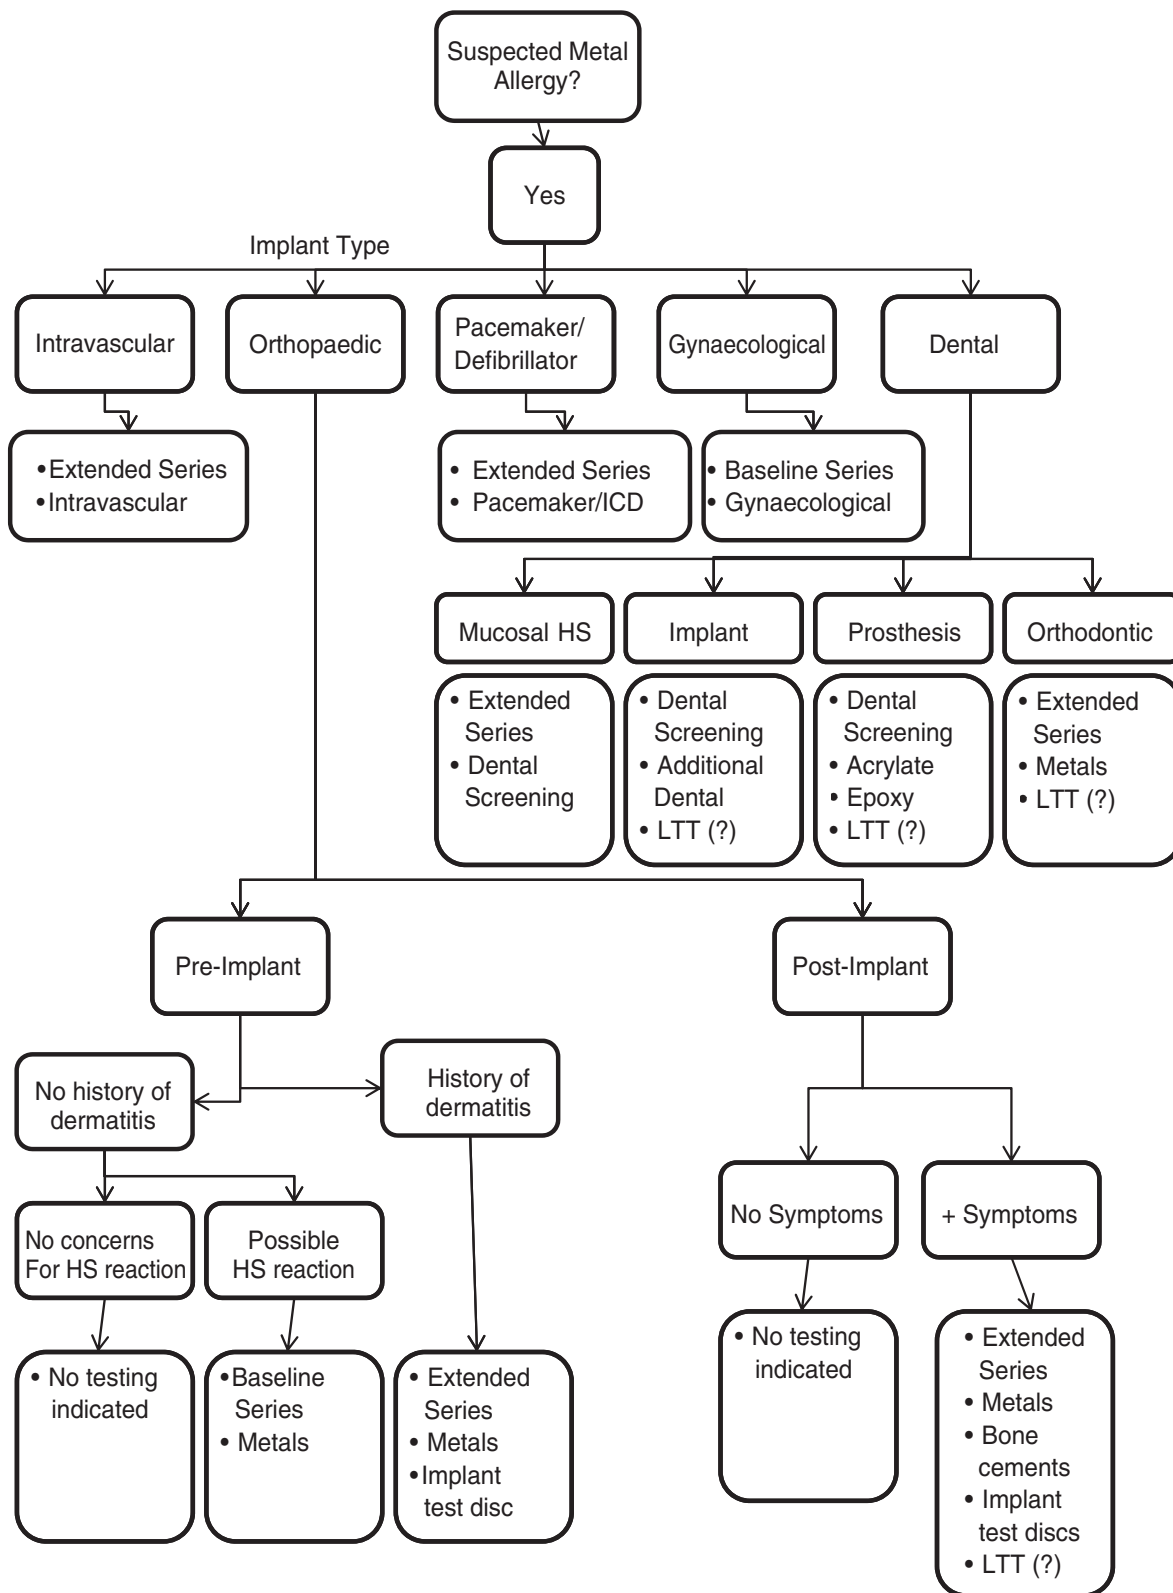 Suspected Metal
Allergy?
Yes
Implant Type
Intravascular
Orthopaedic
Pacemaker/
Defibrillator
Gynaecological
Dental
•Extended Series
•Intravascular
• Extended Series
• Pacemaker/ICD
• Baseline Series
• Gynaecological
Mucosal HS
Implant
Prosthesis
Orthodontic
• Extended
Series
• Dental
Screening
• Dental
Screening
• Additional
Dental
• LTT (?)
• Dental
Screening
• Acrylate
• Epoxy
• LTT (?)
• Extended
Series
• Metals
• LTT (?)
Pre-Implant
Post-Implant
No history of
dermatitis
History of
dermatitis
No concerns
For HS reaction
Possible
HS reaction
No Symptoms
+ Symptoms
• No testing
indicated
•Baseline
Series
• Metals
• Extended
Series
• Metals
•Implant
test disc
• No testing
indicated
• Extended
Series
• Metals
• Bone
cements
• Implant
test discs
• LTT (?)